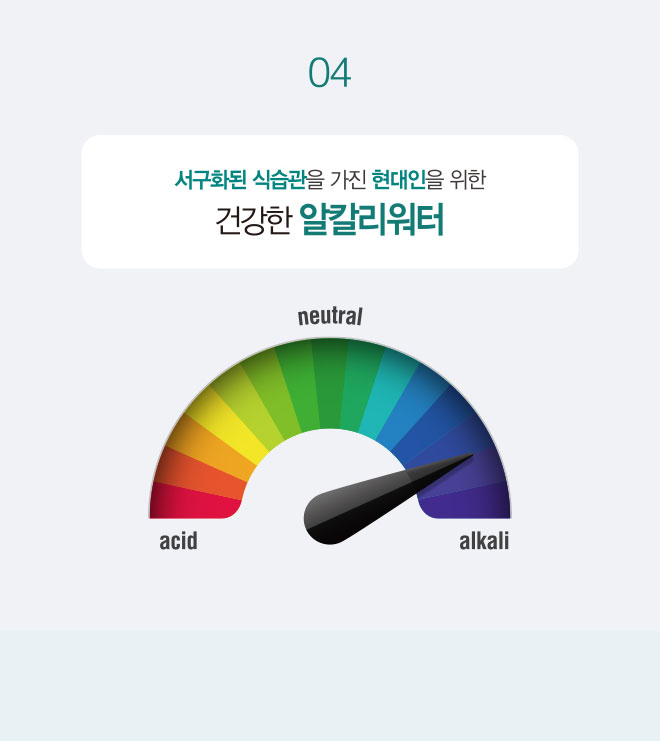 04
서구화된 식습관을 가진 현대인을 위한
건강한 알칼리워터
neutral
acid
alkali